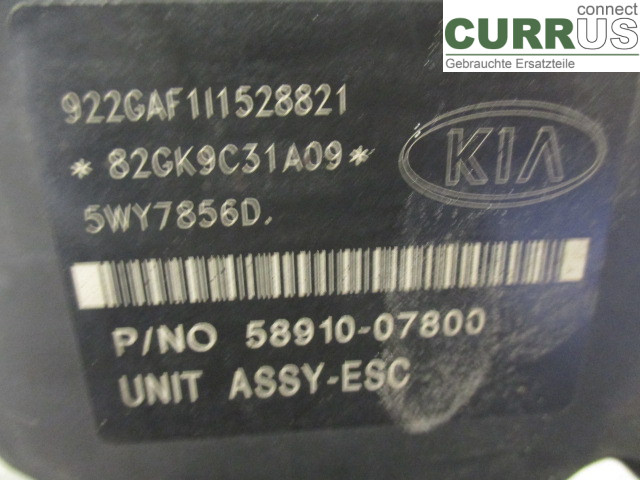 connect
CURRUS
Gebrauchte Ersatzteile
922GAF1I1528821
*82GK9C31A09*
KIA
5WY7856D.
P/NO 58910-07800
UNIT ASSY-ESC